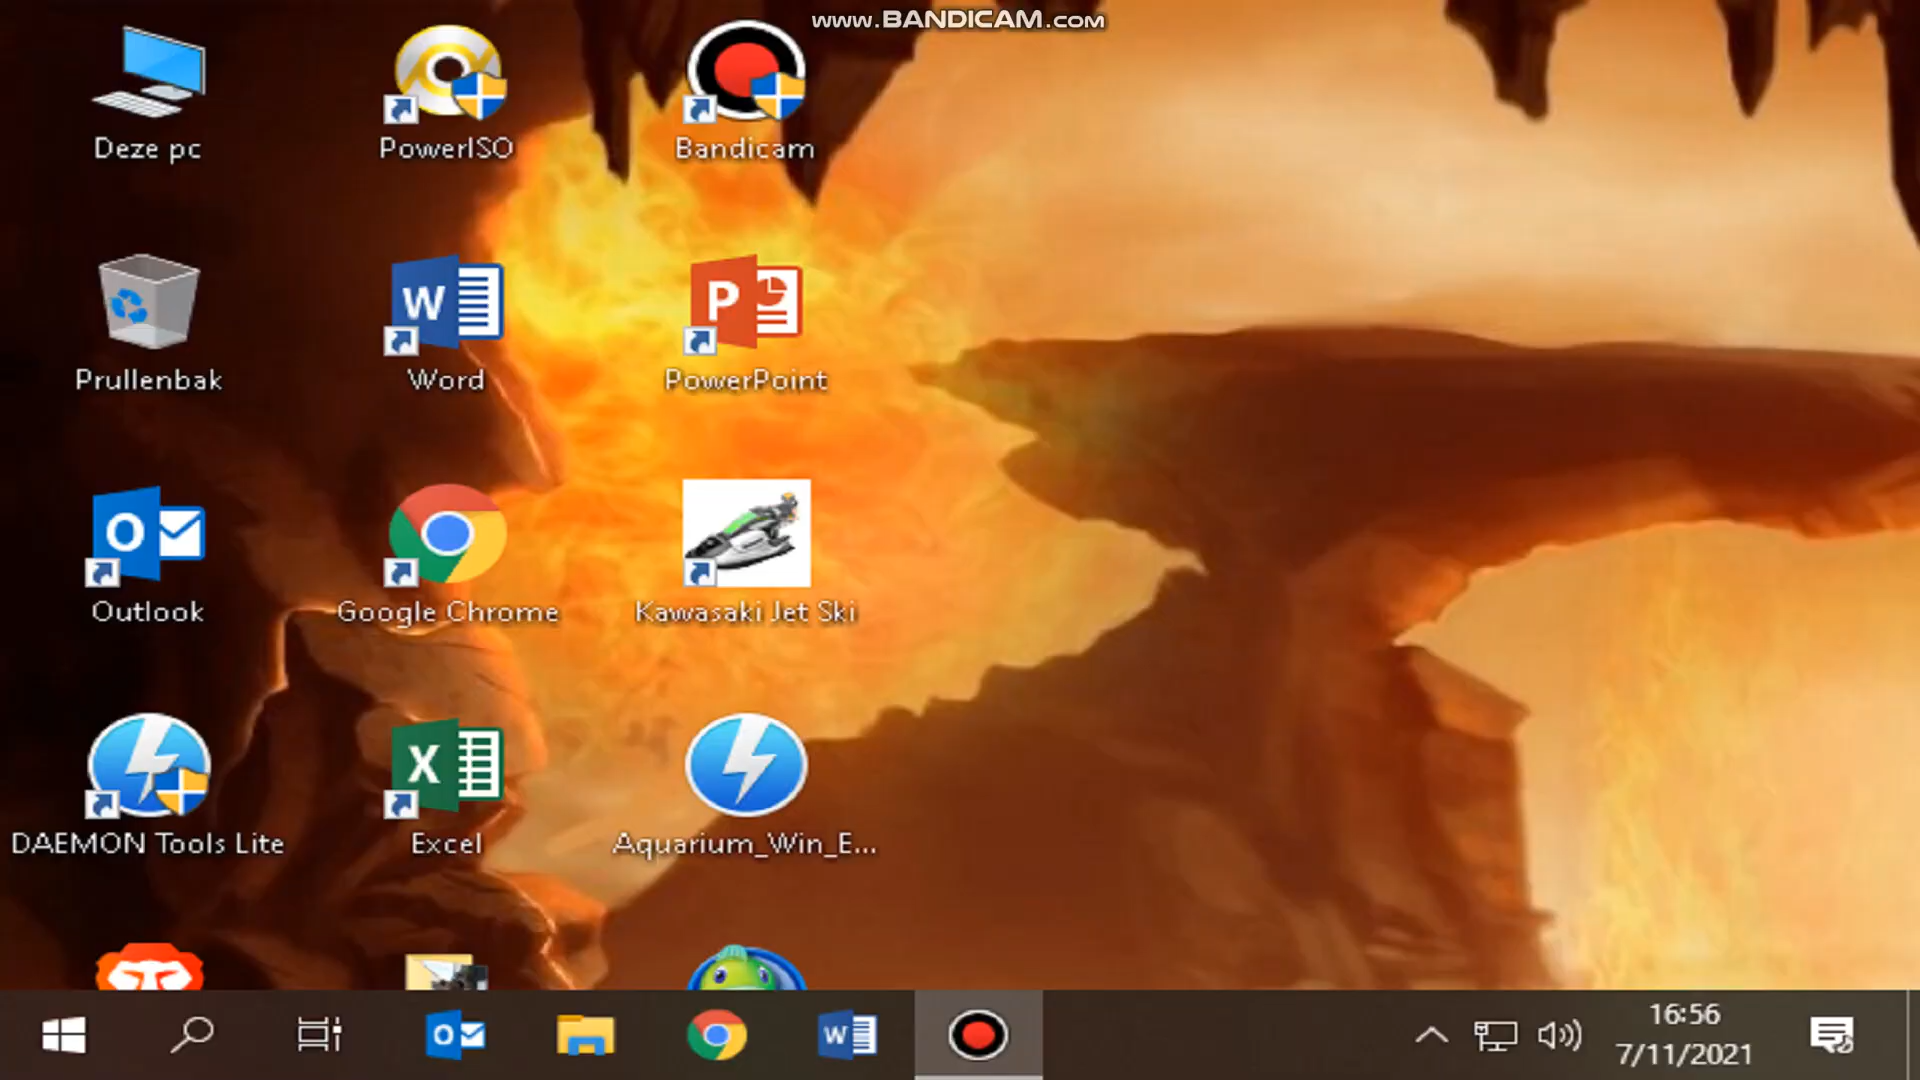 www.BANDICAM.com
Deze pc
PowerISO
Bandicam
Prullenbak
Word
PowerPoint
Outlook
Google Chrome
Kawasaki Jet Ski
DAEMON Tools Lite
Excel
Aquarium_Win_E...
16:56
7/11/2021